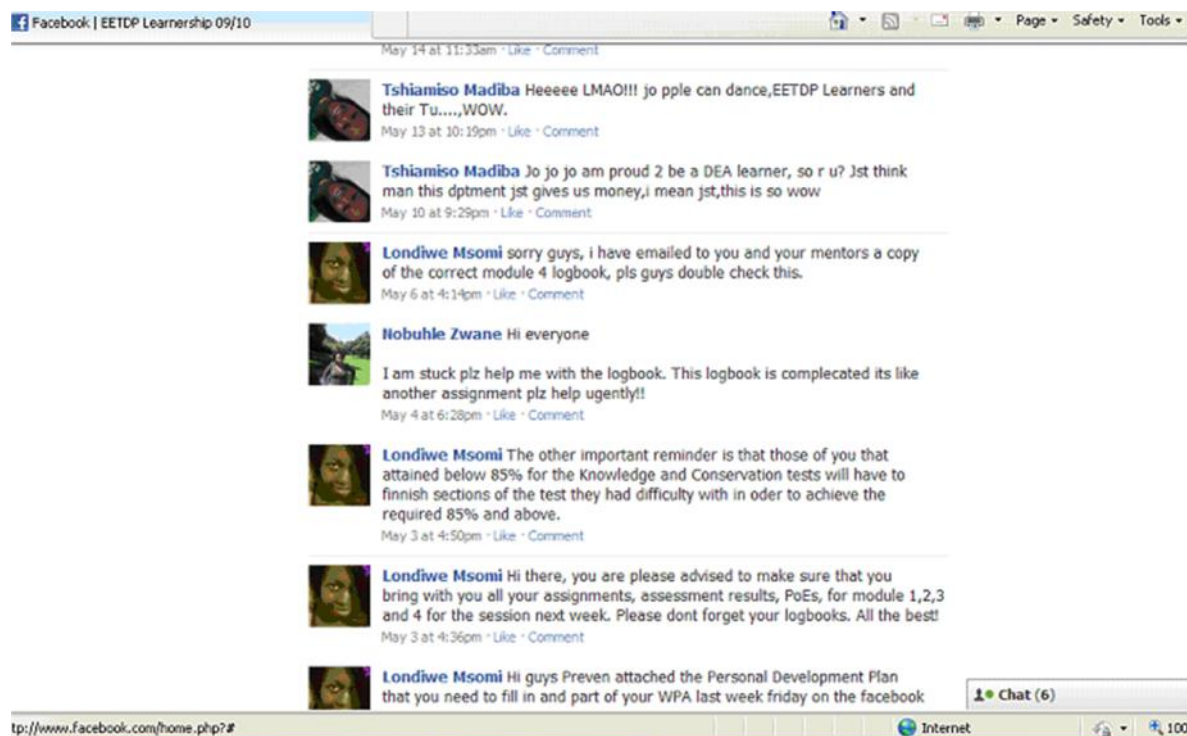 Facebook | EETDP Learnership 09/10
Page Safety Tools
May 14 at 11:33am · Like · Comment
Tshiamiso Madiba Heeeee LMAO!!! jo pple can dance,EETDP Learners and
their Tu....,WOW.
May 13 at 10:19pm · Like · Comment
Tshiamiso Madiba Jo jo jo am proud 2 be a DEA learner, so r u? Jst think
man this dptment jst gives us money,i mean jst,this is so wow
May 10 at 9:29pm · Like · Comment
Londiwe Msomi sorry guys, i have emailed to you and your mentors a copy
of the correct module 4 logbook, pls guys double check this.
May 6 at 4:14pm · Like · Comment
Nobuhle Zwane Hi everyone
I am stuck plz help me with the logbook. This logbook is complecated its like
another assignment plz help ugently!!
May 4 at 6:28pm · Like · Comment
Londiwe Msomi The other important reminder is that those of you that
attained below 85% for the Knowledge and Conservation tests will have to
finnish sections of the test they had difficulty with in oder to achieve the
required 85% and above.
May 3 at 4:50pm · Like · Comment
Londiwe Msomi Hi there, you are please advised to make sure that you
bring with you all your assignments, assessment results, PoEs, for module 1,2,3
and 4 for the session next week. Please dont forget your logbooks. All the best!
May 3 at 4:36pm · Like · Comment
Londiwe Msomi Hi guys Preven attached the Personal Development Plan
that you need to fill in and part of your WPA last week friday on the facebook
Chat (6)
tp://www.facebook.com/home.php?#
Internet
100